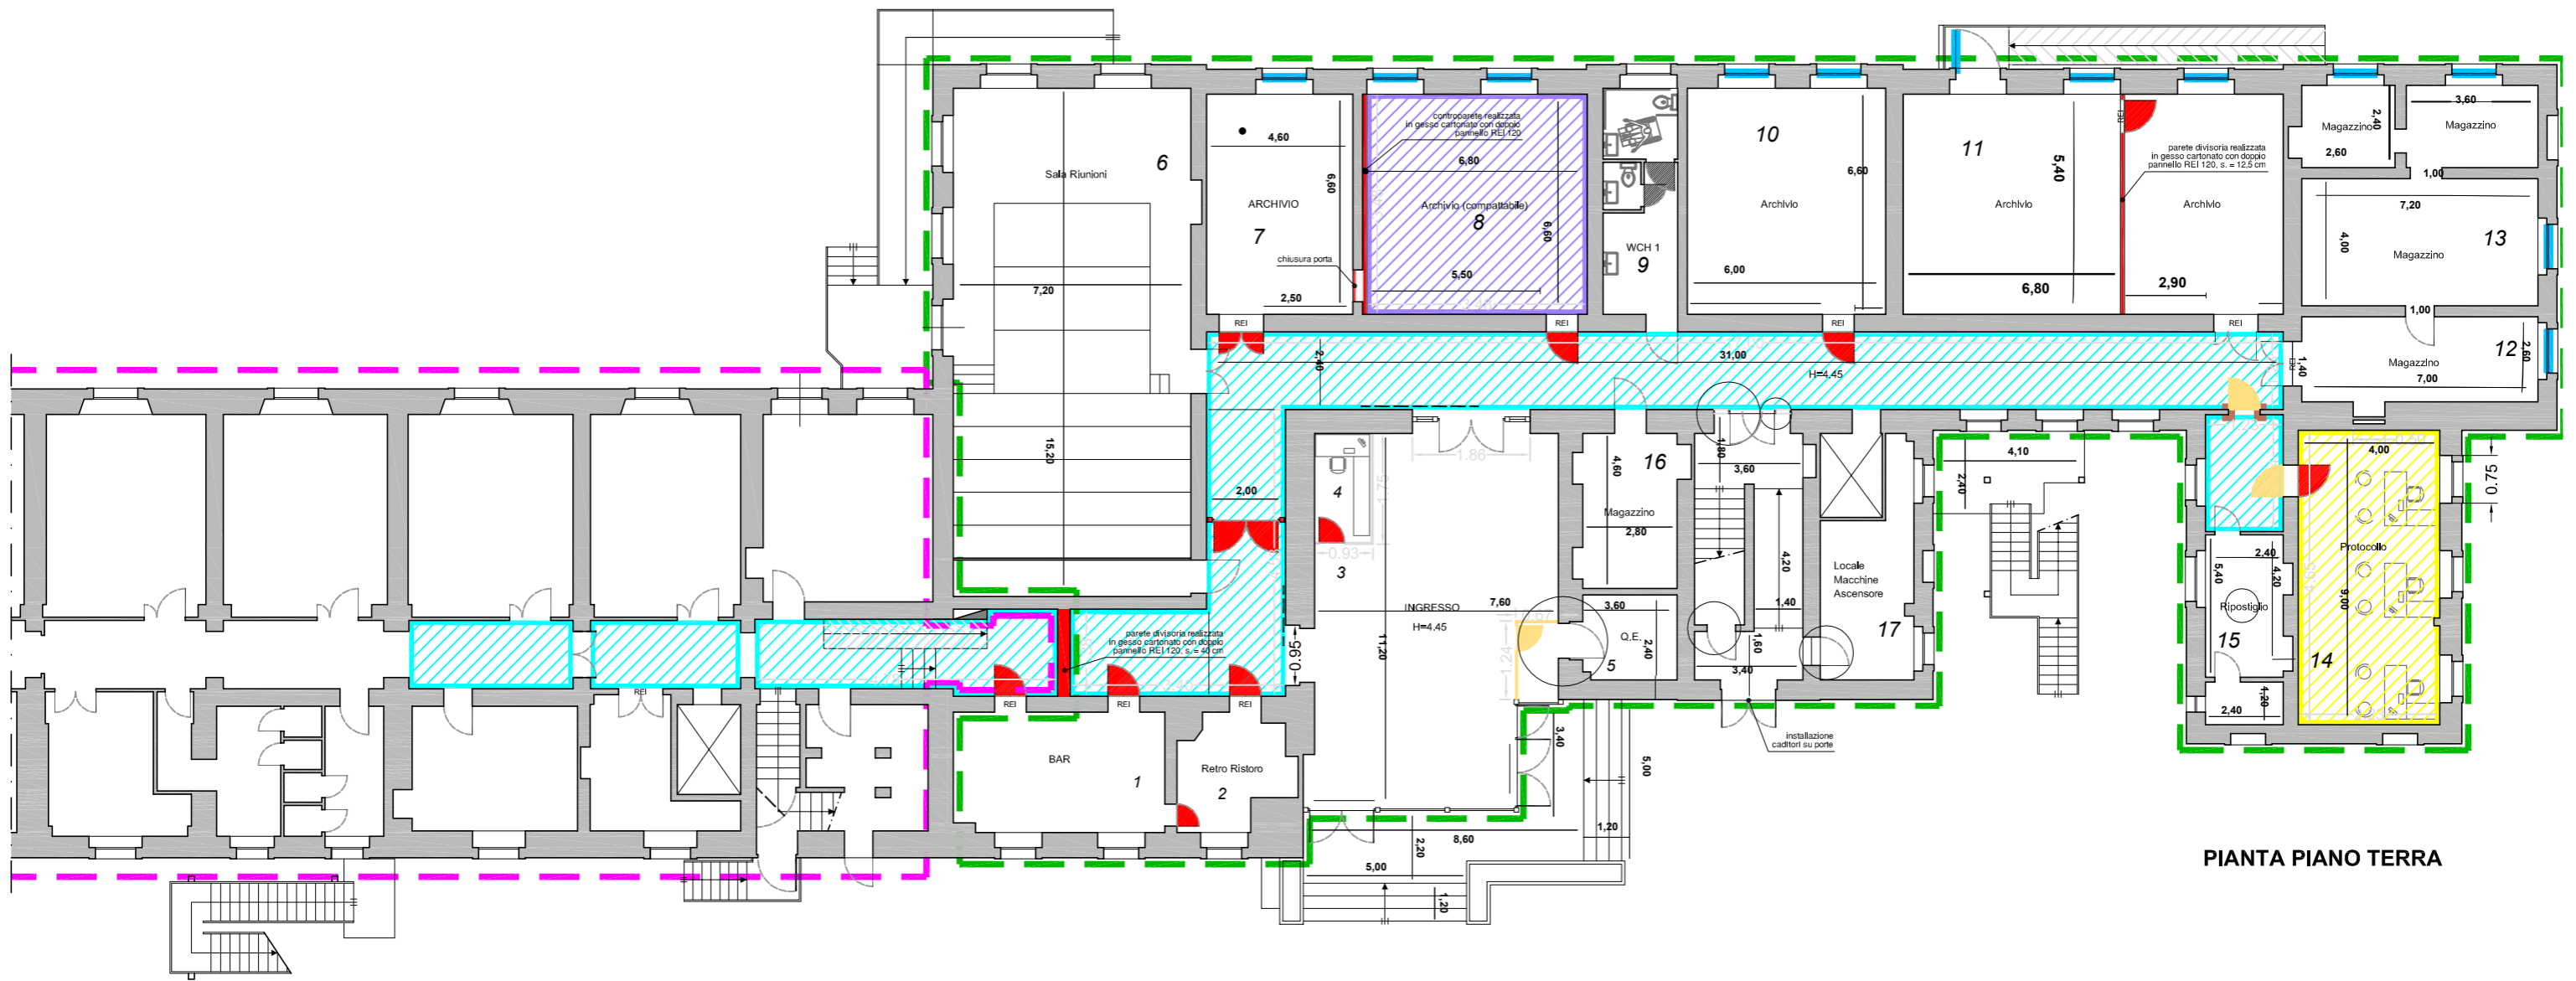 controparete realizzata
in gesso cartonato con doppio
pannello REI 120
3,60
Magazzino
2,40
Magazzino
2,60
1,00
4,60
6,80
6,60
Sala Riunioni
6
ARCHIVIO
7
Archivio (compattabile)
8
6,60
5,50
chiusura porta
2,50
7,20
WCH 1
9
10
Archivio
6,60
6,00
11
Archivio
5,40
6,80
REI
parete divisoria realizzata
in gesso cartonato con doppio
pannello REI 120, s. = 12,5 cm
Archivio
2,90
7,20
4,00
13
Magazzino
1,00
REI
REI
REI
REI
2,40
31,00
H=4.45
REI
1,40
Magazzino
12
2,60
7,00
15,20
2,00
4
1.75
0.93
3
1.86
INGRESSO
H=4.45
7,60
11,20
0.95
4,60
16
Magazzino
2,80
3,60
Q.E.
2,40
5
0.67
1.24
1,80
3,60
4,20
1,40
1,60
3,40
Locale
Macchine
Ascensore
17
4,10
2,40
4,00
0.75
Protocollo
9,00
14
2,40
5,40
4,20
Ripostiglio
15
4,20
2,40
parete divisoria realizzata
in gesso cartonato con doppio
pannello REI 120, s. = 40 cm
REI
REI
REI
REI
BAR
1
Retro Ristoro
2
installazione
caditori su porte
3,40
5,00
8,60
1,20
2,20
5,00
1,20
PIANTA PIANO TERRA